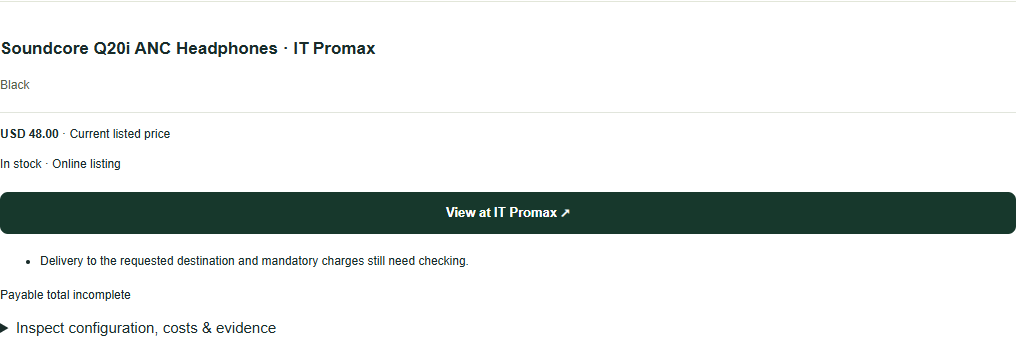 Soundcore Q20i ANC Headphones · IT Promax
Black
USD 48.00 · Current listed price
In stock · Online listing
View at IT Promax ↗
• Delivery to the requested destination and mandatory charges still need checking.
Payable total incomplete
▶ Inspect configuration, costs & evidence